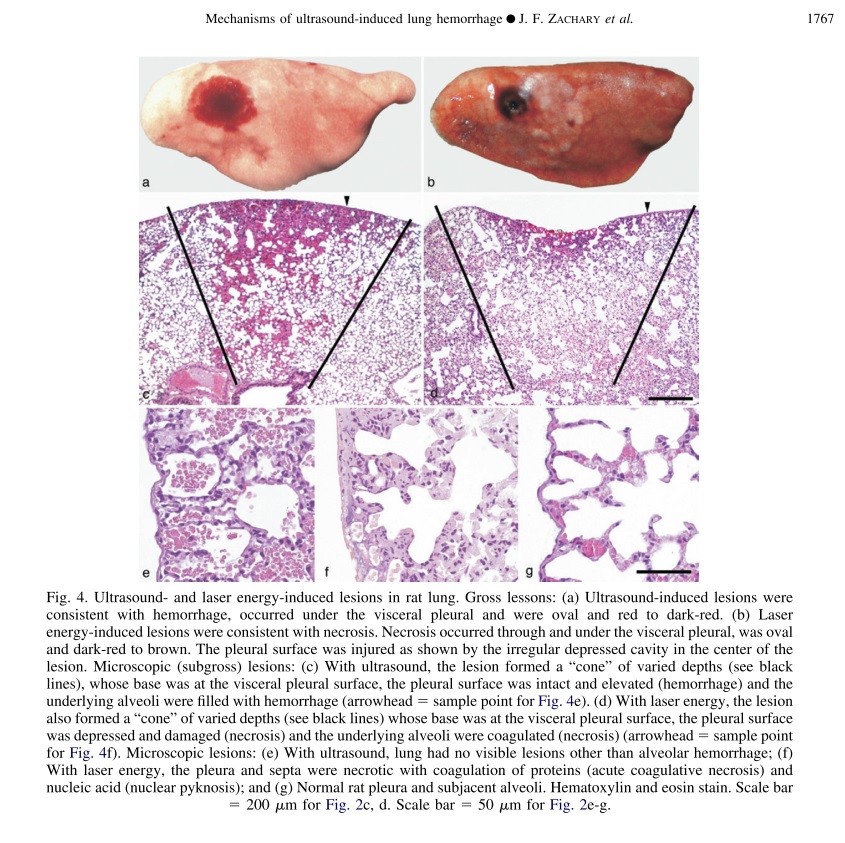 Mechanisms of ultrasound-induced lung hemorrhage ● J. F. ZACHARY et al.
1767
a
b
c
d
e
f
g
Fig. 4. Ultrasound- and laser energy-induced lesions in rat lung. Gross lessons: (a) Ultrasound-induced lesions were
consistent with hemorrhage, occurred under the visceral pleural and were oval and red to dark-red. (b) Laser
energy-induced lesions were consistent with necrosis. Necrosis occurred through and under the visceral pleural, was oval
and dark-red to brown. The pleural surface was injured as shown by the irregular depressed cavity in the center of the
lesion. Microscopic (subgross) lesions: (c) With ultrasound, the lesion formed a “cone” of varied depths (see black
lines), whose base was at the visceral pleural surface, the pleural surface was intact and elevated (hemorrhage) and the
underlying alveoli were filled with hemorrhage (arrowhead = sample point for Fig. 4e). (d) With laser energy, the lesion
also formed a “cone” of varied depths (see black lines) whose base was at the visceral pleural surface, the pleural surface
was depressed and damaged (necrosis) and the underlying alveoli were coagulated (necrosis) (arrowhead = sample point
for Fig. 4f). Microscopic lesions: (e) With ultrasound, lung had no visible lesions other than alveolar hemorrhage; (f)
With laser energy, the pleura and septa were necrotic with coagulation of proteins (acute coagulative necrosis) and
nucleic acid (nuclear pyknosis); and (g) Normal rat pleura and subjacent alveoli. Hematoxylin and eosin stain. Scale bar
= 200 μm for Fig. 2c, d. Scale bar = 50 μm for Fig. 2e-g.